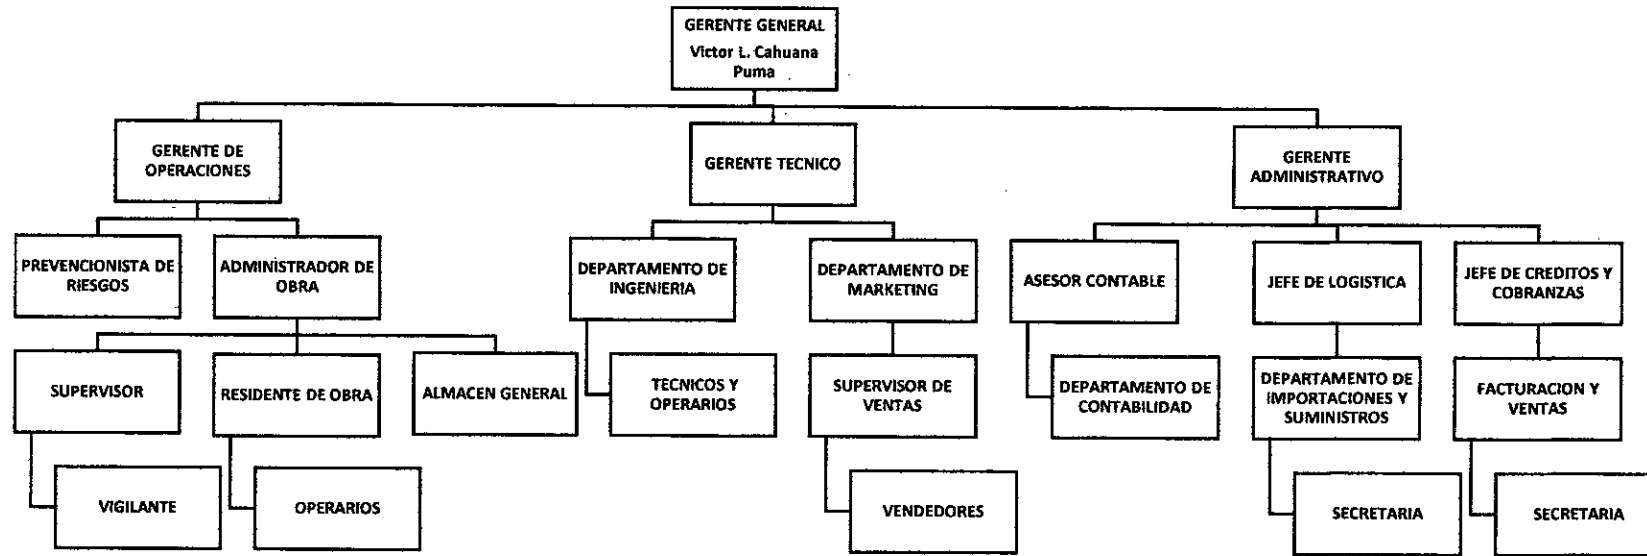 GERENTE GENERAL
Victor L. Cahuana
Puma
GERENTE DE
OPERACIONES
GERENTE TECNICO
GERENTE
ADMINISTRATIVO
PREVENCIONISTA DE
RIESGOS
ADMINISTRADOR DE
OBRA
DEPARTAMENTO DE
INGENIERIA
DEPARTAMENTO DE
MARKETING
ASESOR CONTABLE
JEFE DE LOGISTICA
JEFE DE CREDITOS Y
COBRANZAS
SUPERVISOR
RESIDENTE DE OBRA
ALMACEN GENERAL
TECNICOS Y
OPERARIOS
SUPERVISOR DE
VENTAS
DEPARTAMENTO DE
CONTABILIDAD
DEPARTAMENTO DE
IMPORTACIONES Y
SUMINISTROS
FACTURACION Y
VENTAS
VIGILANTE
OPERARIOS
VENDEDORES
SECRETARIA
SECRETARIA